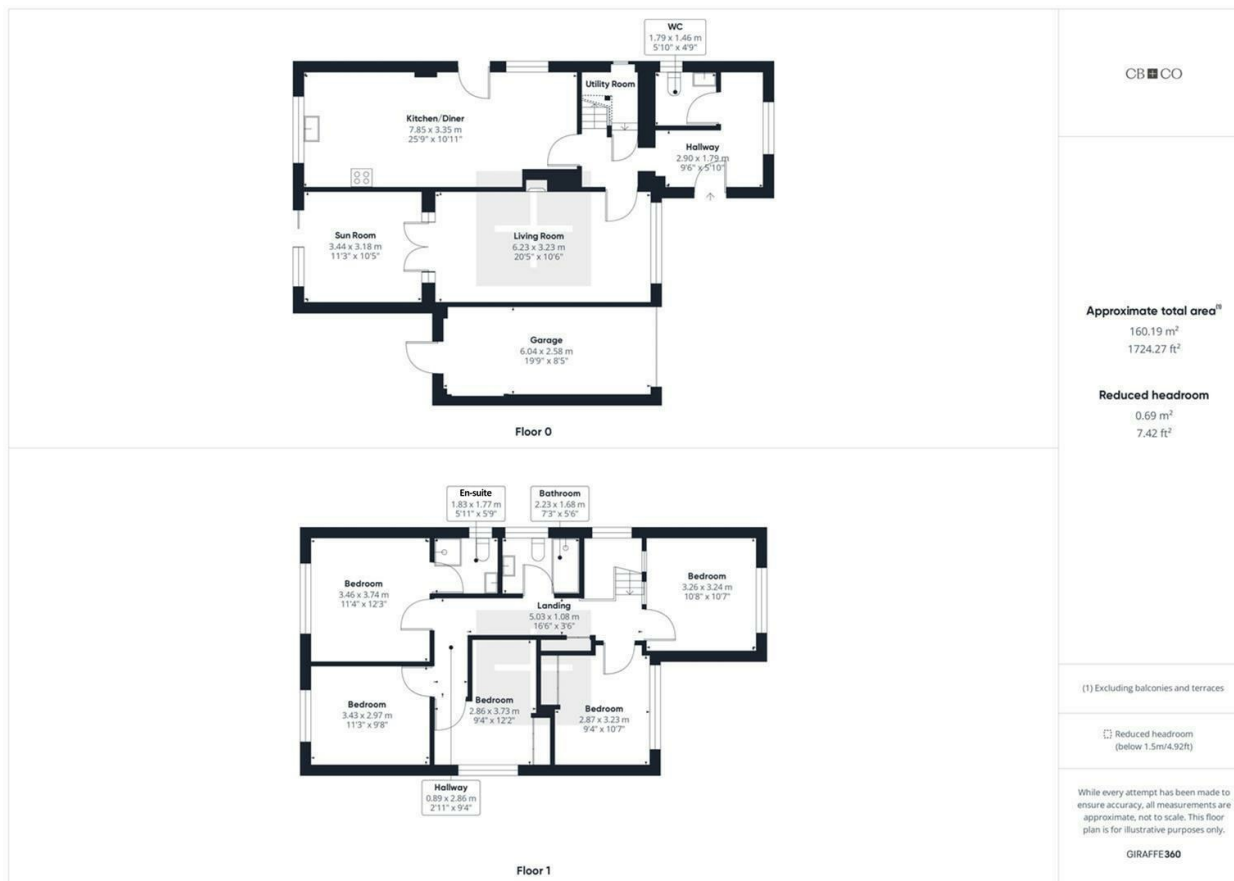 WC
1.79 x 1.46 m
5'10" x 4'9"
Utility Room
Kitchen/Diner
7.85 x 3.35 m
25'9" x 10'11"
Hallway
2.90 x 1.79 m
9'6" x 5'10"
Sun Room
3.44 x 3.18 m
11'3" x 10'5"
Living Room
6.23 x 3.23 m
20'5" x 10'6"
Garage
6.04 x 2.58 m
19'9" x 8'5"
Floor 0
En-suite
1.83 x 1.77 m
5'11" x 5'9"
Bathroom
2.23 x 1.68 m
7'3" x 5'6"
Bedroom
3.46 x 3.74 m
11'4" x 12'3"
Bedroom
3.26 x 3.24 m
10'8" x 10'7"
Landing
5.03 x 1.08 m
16'6" x 3'6"
Bedroom
3.43 x 2.97 m
11'3" x 9'8"
Bedroom
2.86 x 3.73 m
9'4" x 12'2"
Bedroom
2.87 x 3.23 m
9'4" x 10'7"
Hallway
0.89 x 2.86 m
2'11" x 9'4"
Floor 1
CB+CO
Approximate total area(1)
160.19 m²
1724.27 ft²
Reduced headroom
0.69 m²
7.42 ft²
(1) Excluding balconies and terraces
Reduced headroom
(below 1.5m/4.92ft)
While every attempt has been made to
ensure accuracy, all measurements are
approximate, not to scale. This floor
plan is for illustrative purposes only.
GIRAFFE360